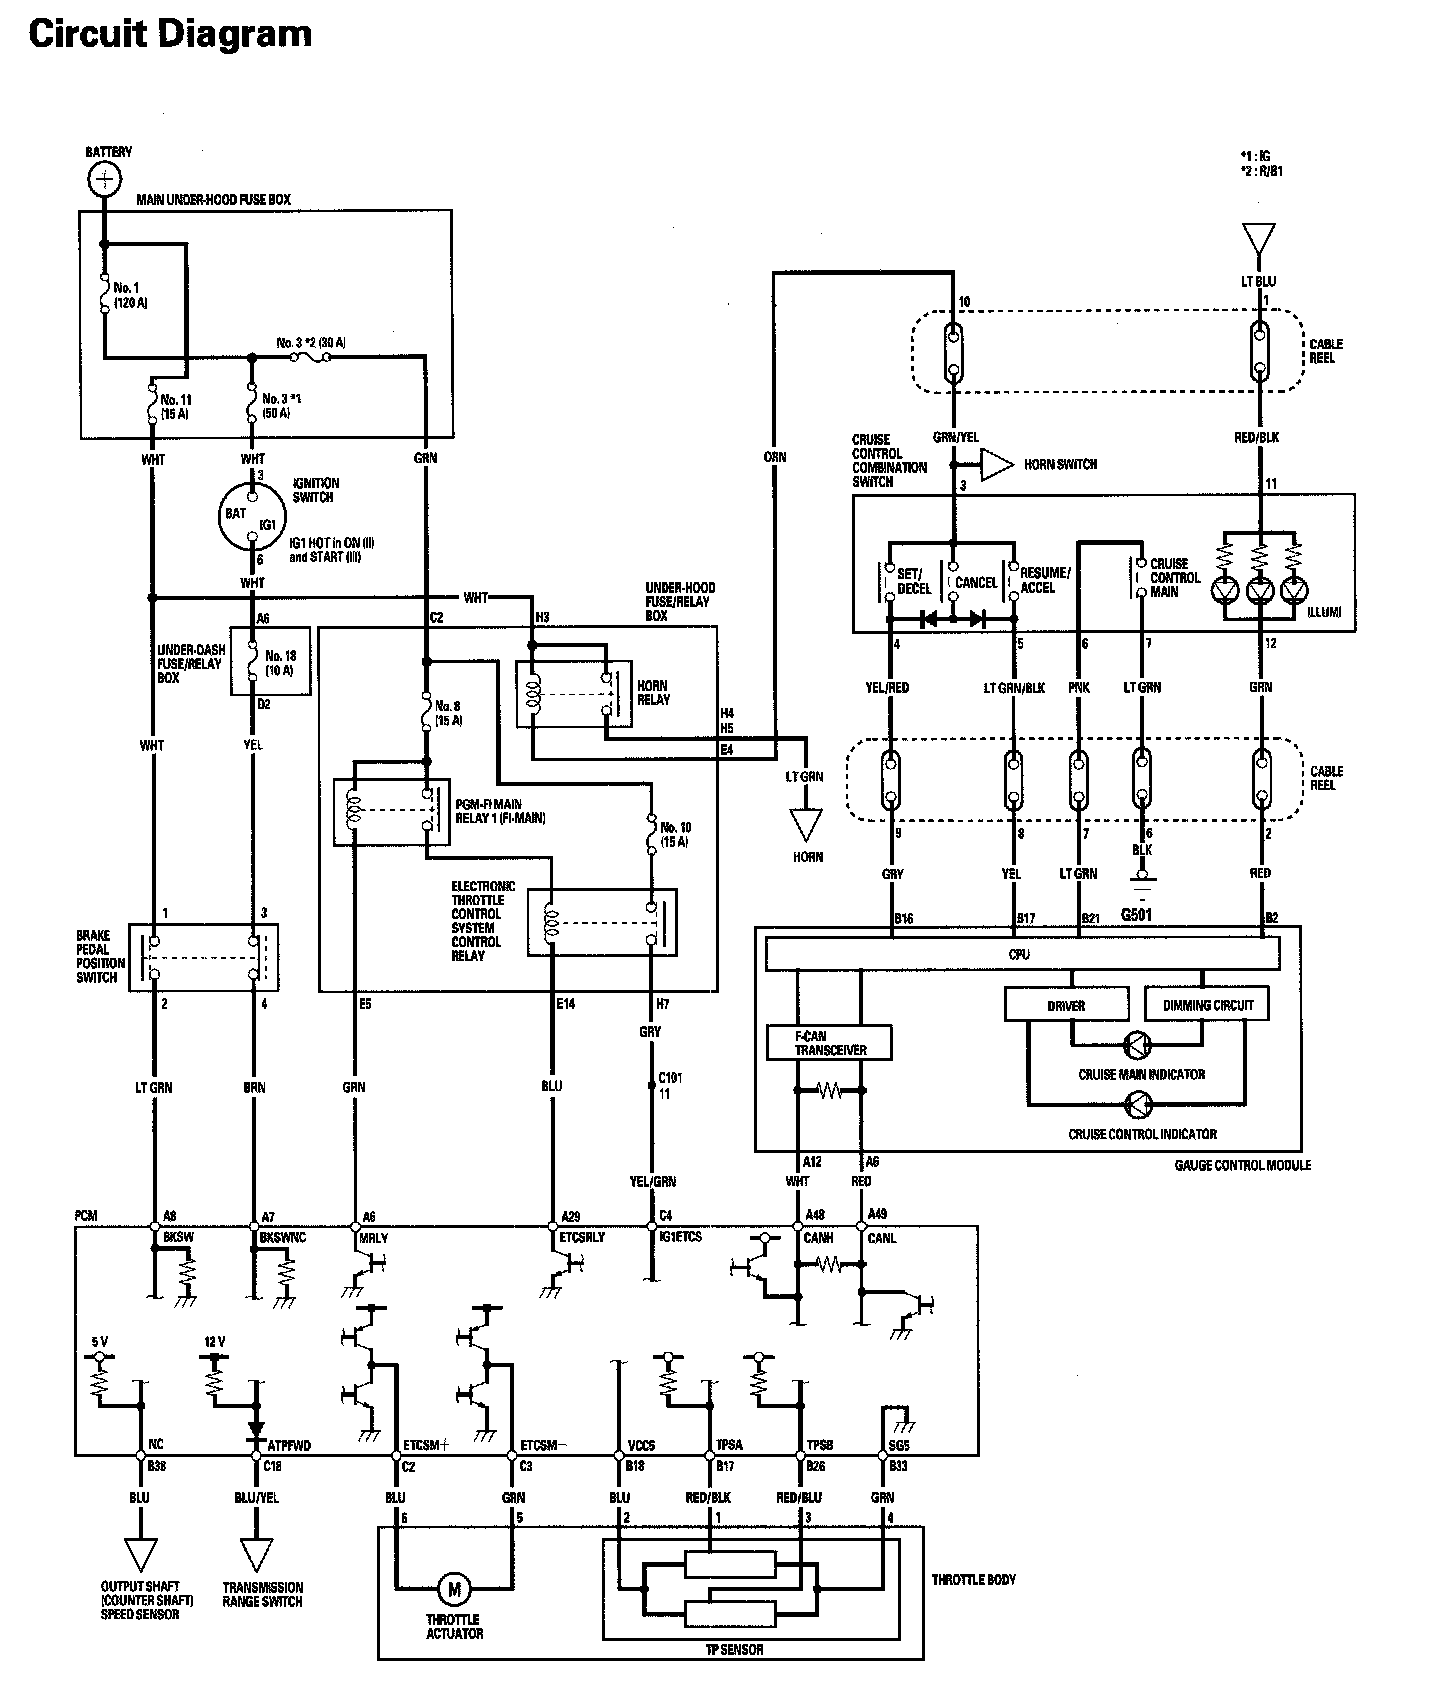 Circuit Diagram
BATTERY
MAIN UNDER-HOOD FUSE BOX
*1 : IG
*2 : R/B1
No. 1
(120 A)
No. 3 *2 (30 A)
No. 11
(15 A)
No. 3 *1
(50 A)
LT BLU
10
1
CABLE
REEL
WHT
WHT
GRN
ORN
GRN/YEL
RED/BLK
CRUISE
CONTROL
COMBINATION
SWITCH
HORN SWITCH
3
11
3
IGNITION
SWITCH
BAT
IG1
IG1 HOT in ON (II)
and START (III)
6
WHT
SET/
DECEL
CANCEL
RESUME/
ACCEL
CRUISE
CONTROL
MAIN
ILLUMI
4
5
6
7
12
WHT
A6
C2
H3
UNDER-HOOD
FUSE/RELAY
BOX
UNDER-DASH
FUSE/RELAY
BOX
No. 18
(10 A)
D2
HORN
RELAY
No. 8
(15 A)
H4
H5
E4
YEL/RED
LT GRN/BLK
PNK
LT GRN
GRN
WHT
YEL
LT GRN
HORN
PGM-FI MAIN
RELAY 1 (FI-MAIN)
No. 10
(15 A)
CABLE
REEL
9
8
7
6
2
BLK
GRY
YEL
LT GRN
RED
G501
ELECTRONIC
THROTTLE
CONTROL
SYSTEM
CONTROL
RELAY
1
3
BRAKE
PEDAL
POSITION
SWITCH
2
4
B16
B17
B21
B2
CPU
DRIVER
DIMMING CIRCUIT
F-CAN
TRANSCEIVER
CRUISE MAIN INDICATOR
CRUISE CONTROL INDICATOR
GAUGE CONTROL MODULE
E5
E14
H7
GRY
C101
11
LT GRN
BRN
GRN
BLU
YEL/GRN
A12
A6
WHT
RED
PCM
A8
A7
A6
A29
C4
A48
A49
BKSW
BKSWNC
MRLY
ETCSRLY
IG1ETCS
CANH
CANL
5 V
12 V
NC
ATPFWD
ETCSM+
ETCSM-
VCCS
TPSA
TPSB
SG5
B38
C18
C2
C3
B18
B17
B26
B33
BLU
BLU/YEL
BLU
GRN
BLU
RED/BLK
RED/BLU
GRN
6
5
2
1
3
4
OUTPUT SHAFT
(COUNTER SHAFT)
SPEED SENSOR
TRANSMISSION
RANGE SWITCH
M
THROTTLE
ACTUATOR
TP SENSOR
THROTTLE BODY